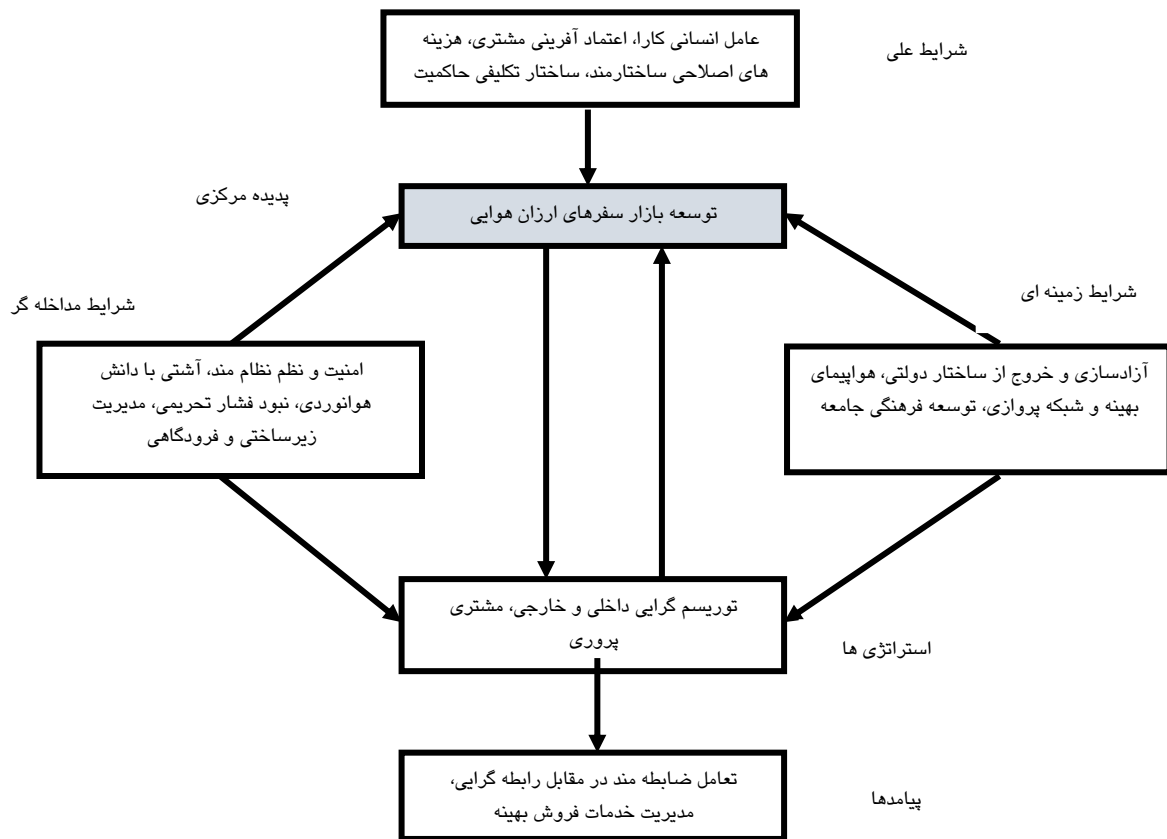 عامل انسانی کارا، اعتماد آفرینی مشتری، هزینه
های اصلاحی ساختارمند، ساختار تکلیفی حاکمیت
شرایط علی
پدیده مرکزی
توسعه بازار سفرهای ارزان هوایی
شرایط زمینه ای
شرایط مداخله گر
آزادسازی و خروج از ساختار دولتی، هواپیمای
بهینه و شبکه پروازی، توسعه فرهنگی جامعه
امنیت و نظم نظام مند، آشتی با دانش
هوانوردی، نبود فشار تحریمی، مدیریت
زیرساختی و فرودگاهی
توریسم گرایی داخلی و خارجی، مشتری
پروری
استراتژی ها
تعامل ضابطه مند در مقابل رابطه گرایی،
مدیریت خدمات فروش بهینه
پیامدها